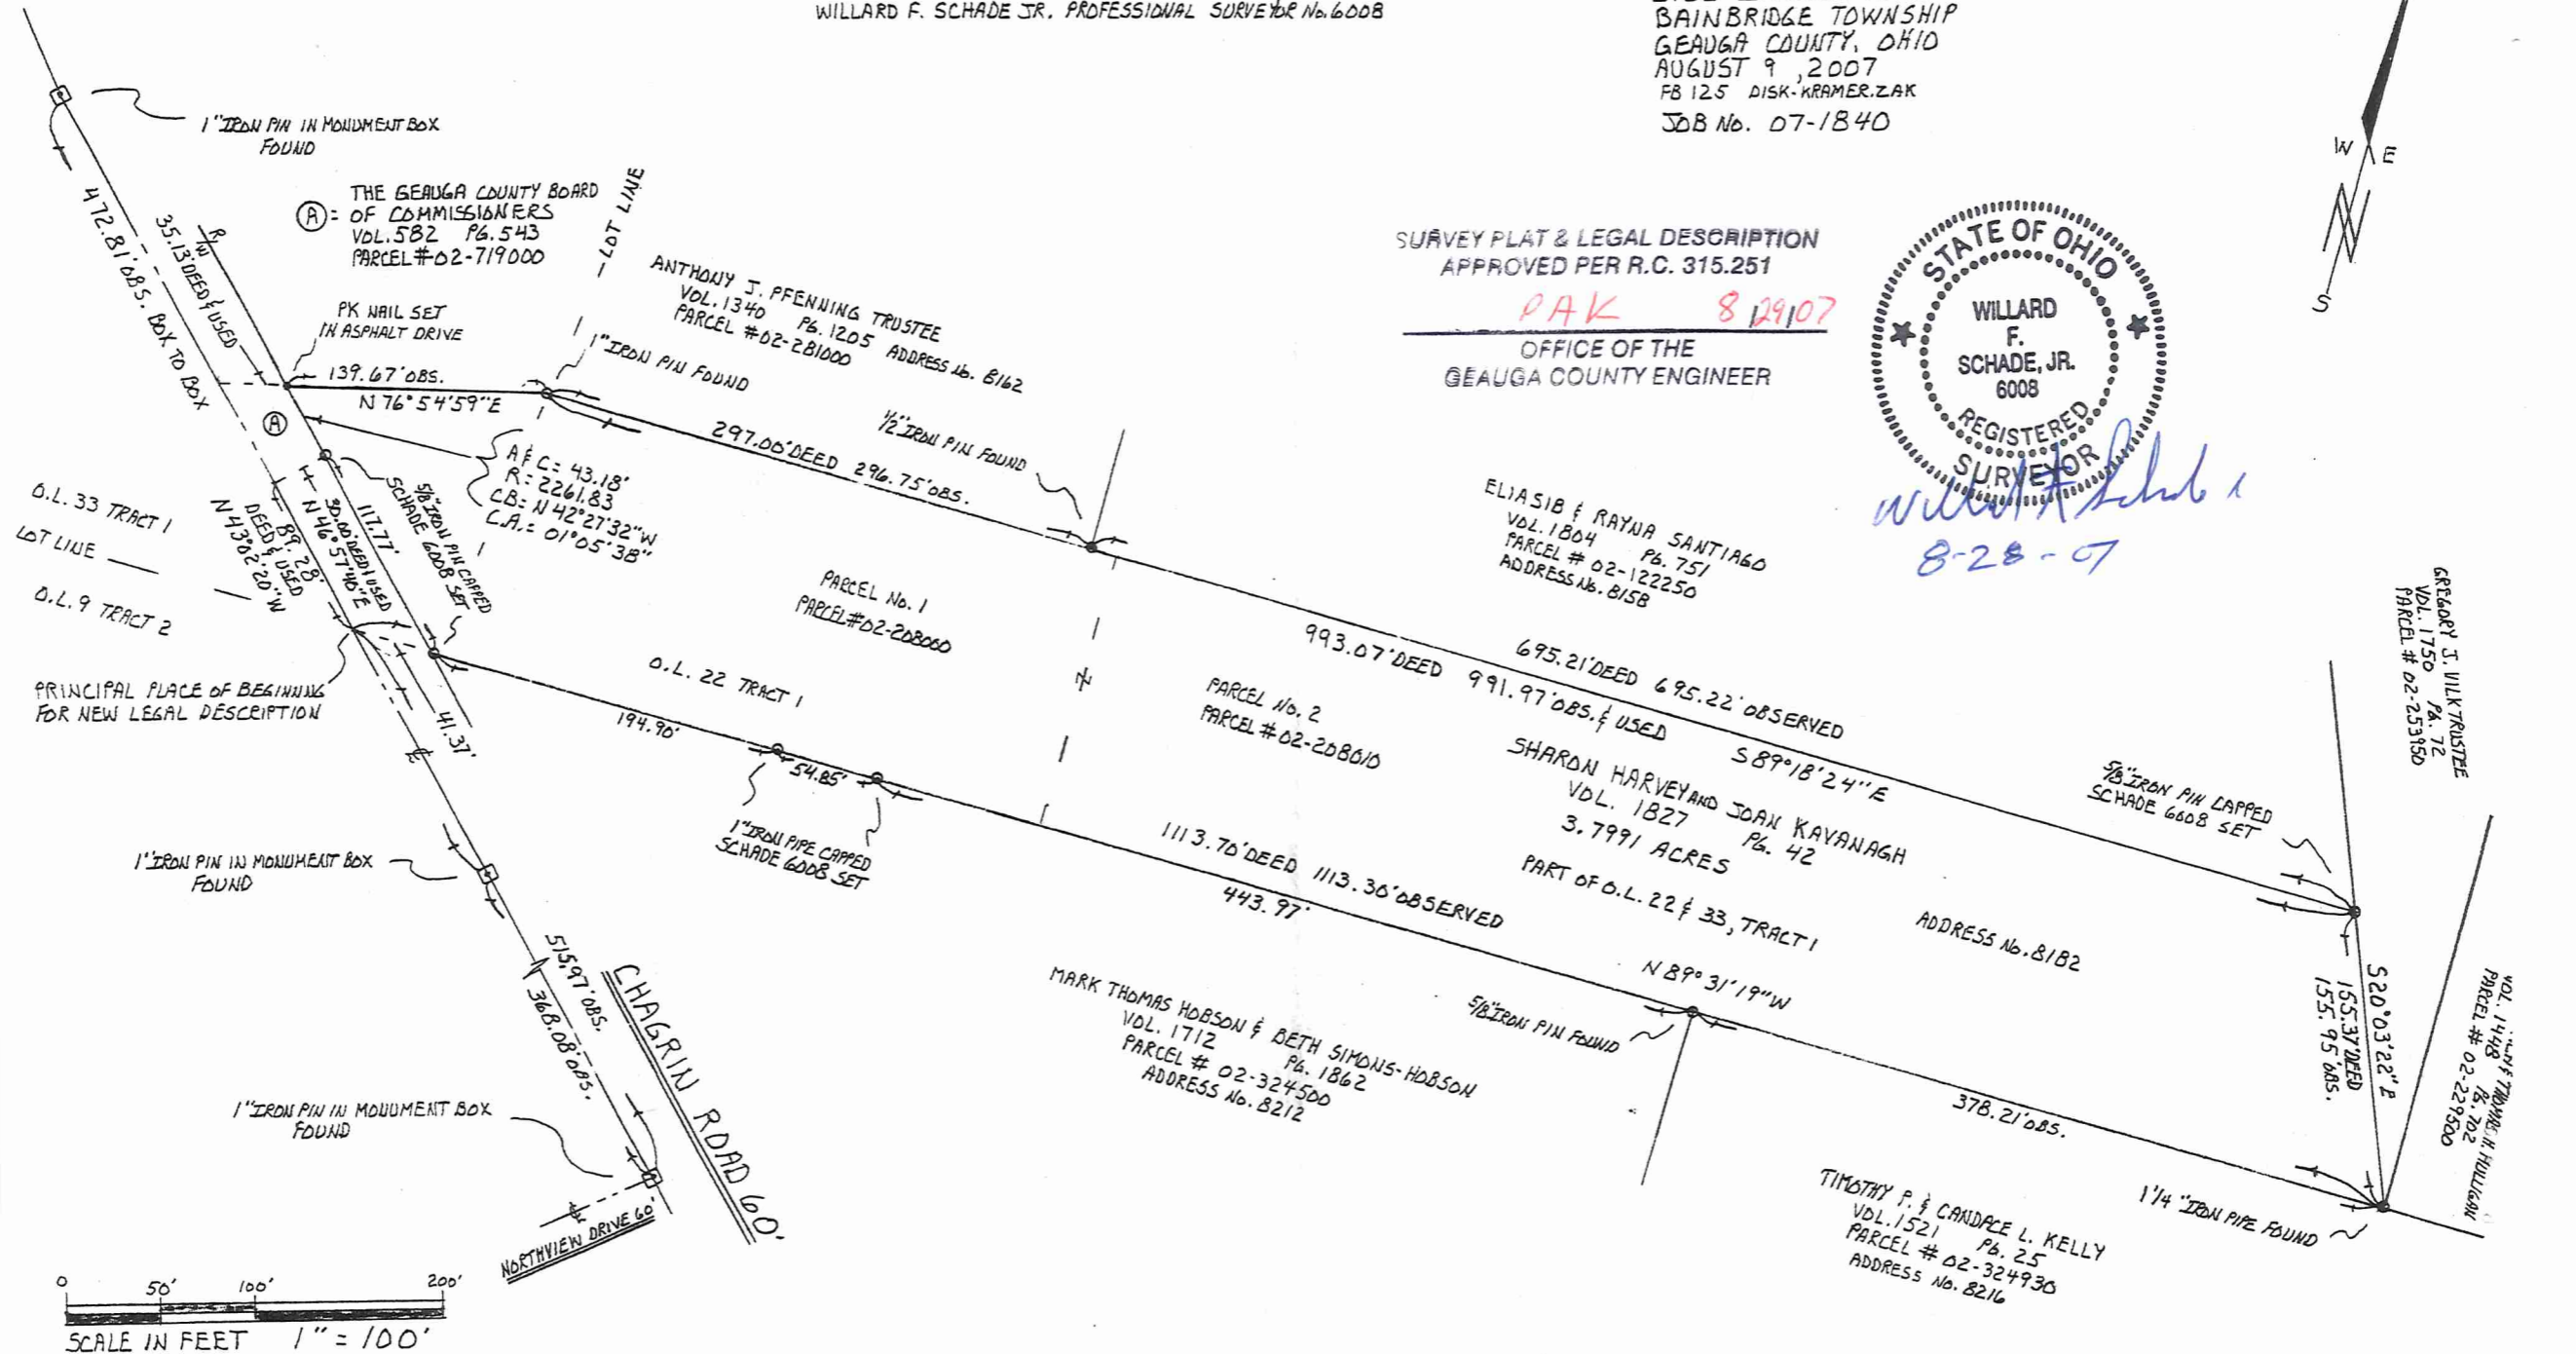 WILLARD F. SCHADE JR. PROFESSIONAL SURVEYOR No. 6008
BAINBRIDGE TOWNSHIP
GEAUGA COUNTY, OHIO
AUGUST 9, 2007
FB 125 DISK-KRAMER.ZAK
JOB No. 07-1840
W E
N
S
1" IRON PIN IN MONUMENT BOX
FOUND
472.81' OBS. BOX TO BOX
35.13' DEED & USED
R/W
A = THE GEAUGA COUNTY BOARD
OF COMMISSIONERS
VOL. 582 PG. 543
PARCEL #02-719000
LOT LINE
PK NAIL SET
IN ASPHALT DRIVE
139.67' OBS.
N 76° 54' 59" E
A
ANTHONY J. PFENNING TRUSTEE
VOL. 1340 PG. 1205 ADDRESS No. 8162
PARCEL #02-281000
1" IRON PIN FOUND
297.00' DEED 296.75' OBS.
1/2" IRON PIN FOUND
SURVEY PLAT & LEGAL DESCRIPTION
APPROVED PER R.C. 315.251
PAK 8/29/07
OFFICE OF THE
GEAUGA COUNTY ENGINEER
STATE OF OHIO
WILLARD
F.
SCHADE, JR.
6008
REGISTERED
SURVEYOR
Willard F Schade Jr
8-28-07
A & C = 43.18'
R = 2261.83
CB = N 42° 27' 32" W
C.A. = 01° 05' 38"
5/8" IRON PIN CAPPED
SCHADE 6008 SET
117.77'
30.00' DEED & USED
N 46° 57' 40" E
89.28'
DEED & USED
N 43° 02' 20" W
O.L. 33 TRACT 1
LOT LINE
O.L. 9 TRACT 2
PRINCIPAL PLACE OF BEGINNING
FOR NEW LEGAL DESCRIPTION
41.37'
PARCEL No. 1
PARCEL #02-208000
O.L. 22 TRACT 1
194.90'
54.85'
1" IRON PIPE CAPPED
SCHADE 6008 SET
ELIASIB & RAYNA SANTIAGO
VOL. 1804 PG. 751
PARCEL # 02-122250
ADDRESS No. 8158
695.21' DEED 695.22' OBSERVED
993.07' DEED 991.97' OBS. & USED
S 89° 18' 24" E
PARCEL No. 2
PARCEL #02-208010
SHARON HARVEY AND JOAN KAVANAGH
VOL. 1827 PG. 42
3.7991 ACRES
PART OF O.L. 22 & 33, TRACT 1
ADDRESS No. 8182
1113.70' DEED 1113.30' OBSERVED
443.97'
N 89° 31' 19" W
5/8" IRON PIN FOUND
5/8" IRON PIN CAPPED
SCHADE 6008 SET
GREGORY J. VILK TRUSTEE
VOL. 1750 PG. 72
PARCEL # 02-253950
S 20° 03' 22" E
155.37' DEED
155.95' OBS.
THOMAS H. HULLIGAN
VOL. 1448 PG. 702
PARCEL # 02-229500
MARK THOMAS HOBSON & BETH SIMONS-HOBSON
VOL. 1712 PG. 1862
PARCEL # 02-324500
ADDRESS No. 8212
378.21' OBS.
1 1/4" IRON PIPE FOUND
TIMOTHY P. & CANDACE L. KELLY
VOL. 1521 PG. 25
PARCEL # 02-324930
ADDRESS No. 8216
1" IRON PIN IN MONUMENT BOX
FOUND
515.97' OBS.
368.08' OBS.
CHAGRIN ROAD 60'
1" IRON PIN IN MONUMENT BOX
FOUND
NORTHVIEW DRIVE 60'
0 50' 100' 200'
SCALE IN FEET 1" = 100'